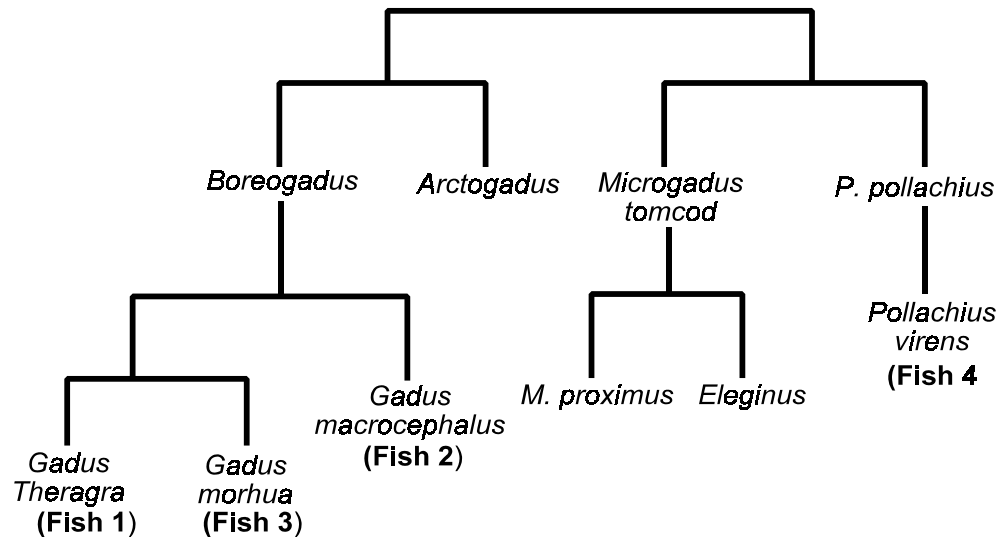 Boreogadus
Arctogadus
Microgadus
tomcod
P. pollachius
Pollachius
virens
(Fish 4
Gadus
macrocephalus
(Fish 2)
M. proximus
Eleginus
Gadus
Theragra
(Fish 1)
Gadus
morhua
(Fish 3)